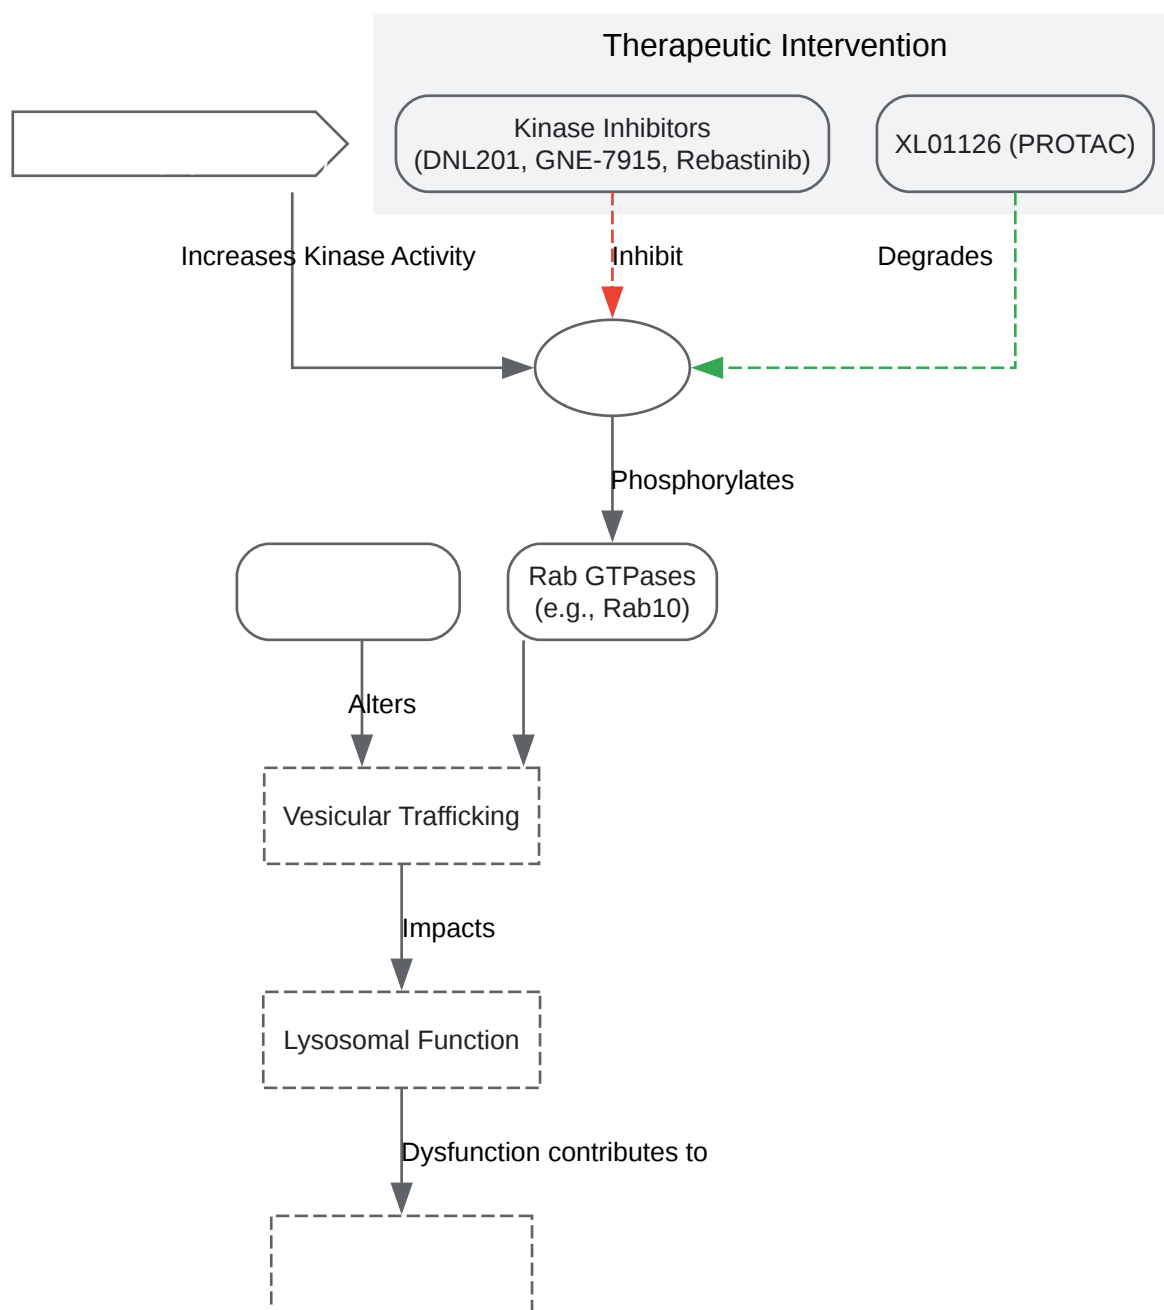 Therapeutic Intervention
Kinase Inhibitors
(DNL201, GNE-7915, Rebastinib)
XL01126 (PROTAC)
Increases Kinase Activity
Inhibit
Degrades
Phosphorylates
Rab GTPases
(e.g., Rab10)
Alters
Vesicular Trafficking
Impacts
Lysosomal Function
Dysfunction contributes to